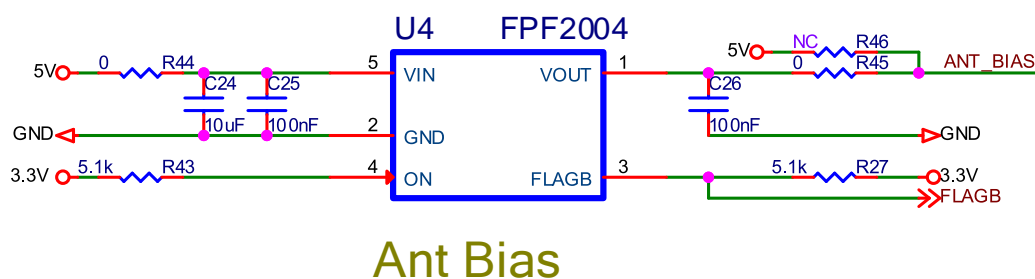 U4 FPF2004
5V 0 R44 5 VIN VOUT 1 5V NC R46
0 R45 ANT_BIAS
C24 C25 C26
10uF 100nF 100nF
GND 2 GND GND
3.3V 5.1k R43 4 ON FLAGB 3 5.1k R27 3.3V
FLAGB
Ant Bias